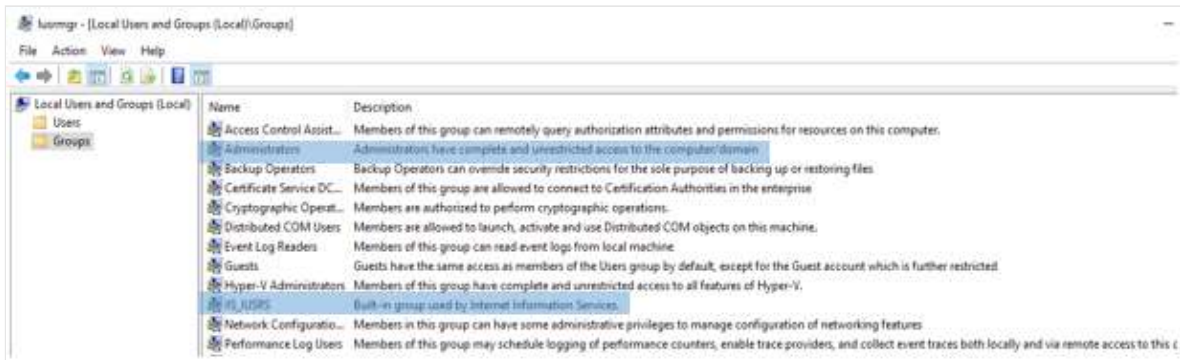 lusrmgr - [Local Users and Groups (Local)\Groups]
File Action View Help
Local Users and Groups (Local)
Users
Groups
Name Description
Access Control Assist... Members of this group can remotely query authorization attributes and permissions for resources on this computer.
Administrators Administrators have complete and unrestricted access to the computer/domain
Backup Operators Backup Operators can override security restrictions for the sole purpose of backing up or restoring files
Certificate Service DC... Members of this group are allowed to connect to Certification Authorities in the enterprise
Cryptographic Operat... Members are authorized to perform cryptographic operations.
Distributed COM Users Members are allowed to launch, activate and use Distributed COM objects on this machine.
Event Log Readers Members of this group can read event logs from local machine
Guests Guests have the same access as members of the Users group by default, except for the Guest account which is further restricted
Hyper-V Administrators Members of this group have complete and unrestricted access to all features of Hyper-V.
IIS_IUSRS Built-in group used by Internet Information Services.
Network Configuratio... Members in this group can have some administrative privileges to manage configuration of networking features
Performance Log Users Members of this group may schedule logging of performance counters, enable trace providers, and collect event traces both locally and via remote access to this c